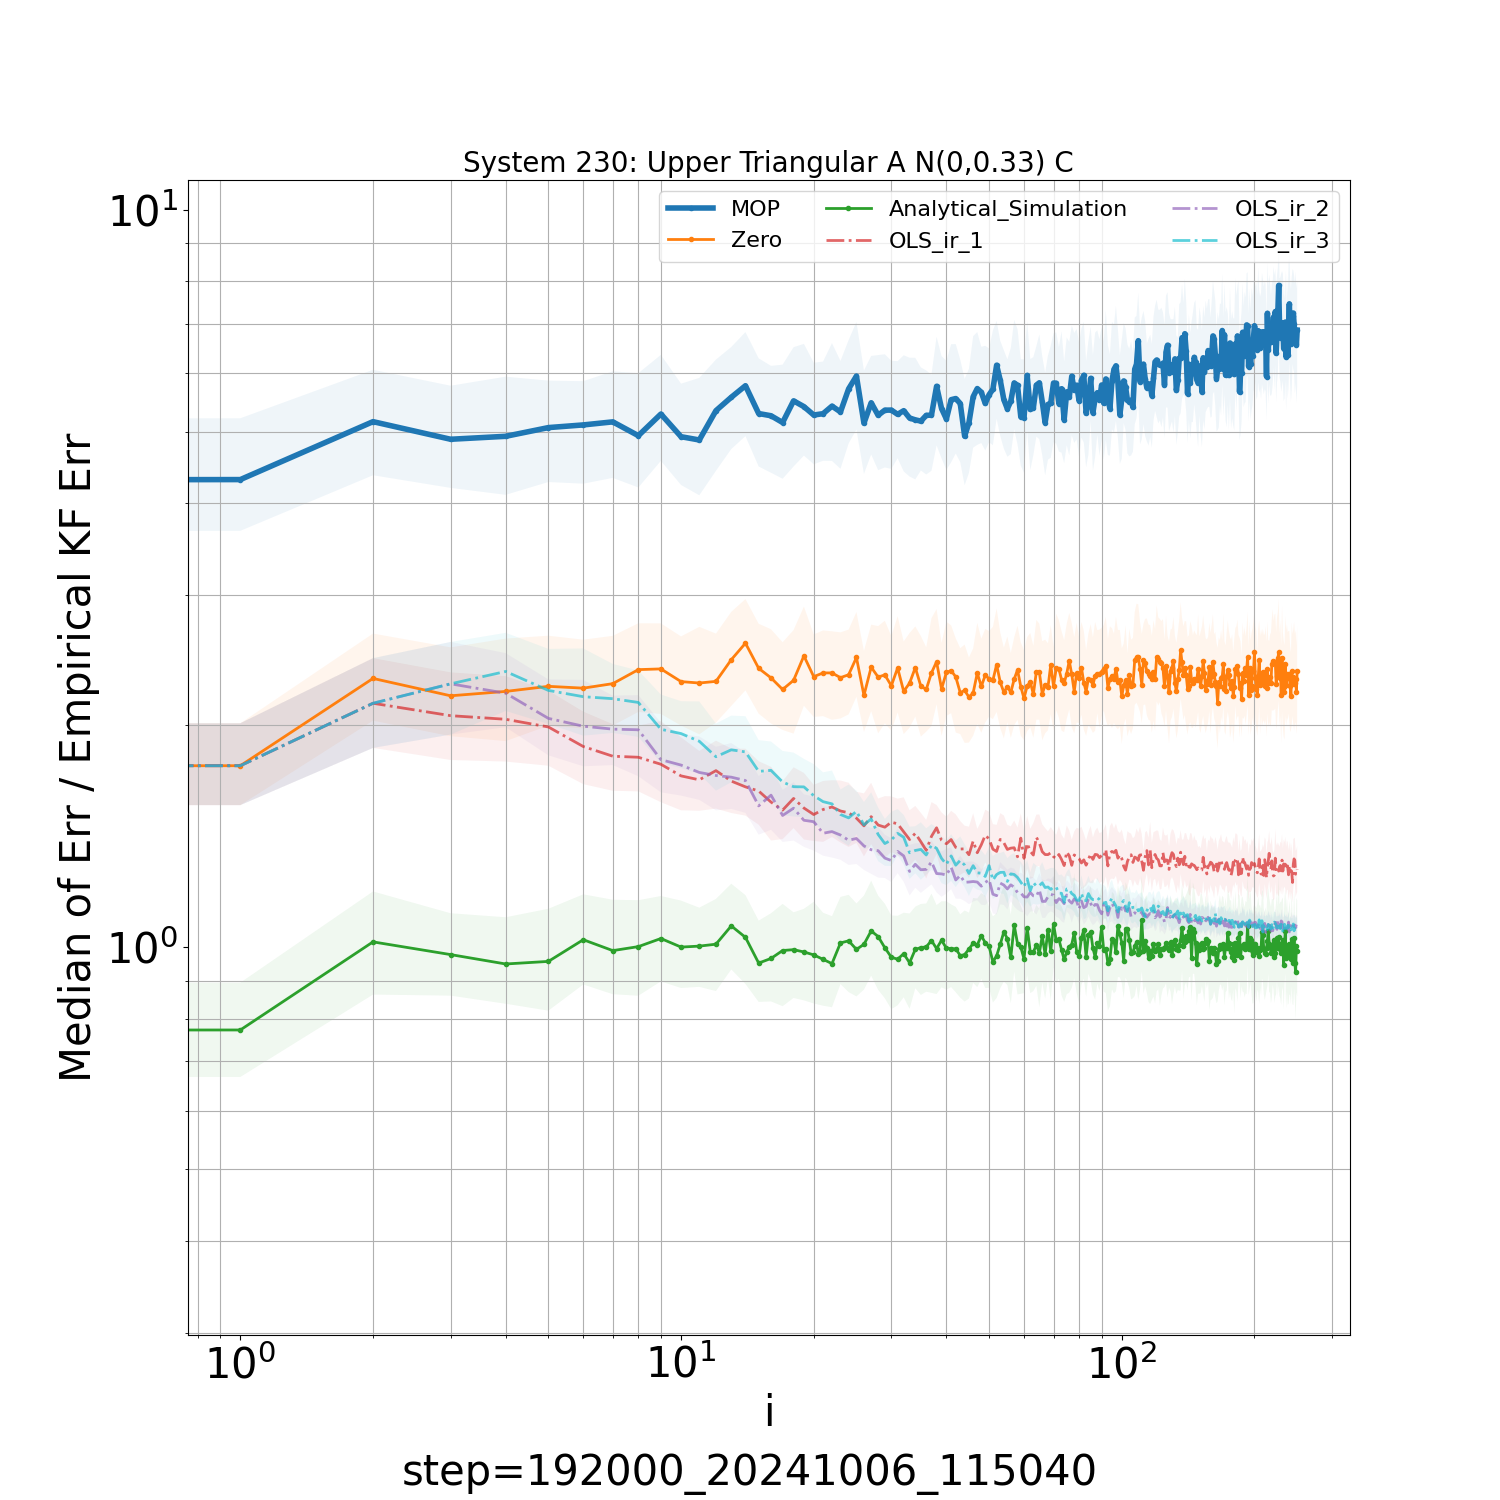 System 230: Upper Triangular A N(0,0.33) C
MOP
Zero
Analytical_Simulation
OLS_ir_1
OLS_ir_2
OLS_ir_3
10¹
10⁰
Median of Err / Empirical KF Err
10⁰ 10¹ 10²
i
step=192000_20241006_115040